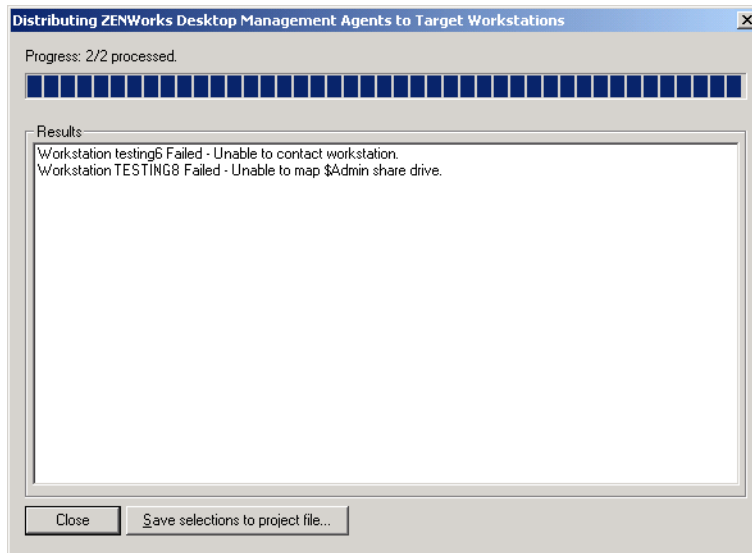 Distributing ZENWorks Desktop Management Agents to Target Workstations
Progress: 2/2 processed.
Results
Workstation testing6 Failed - Unable to contact workstation.
Workstation TESTING8 Failed - Unable to map $Admin share drive.
Close
Save selections to project file...